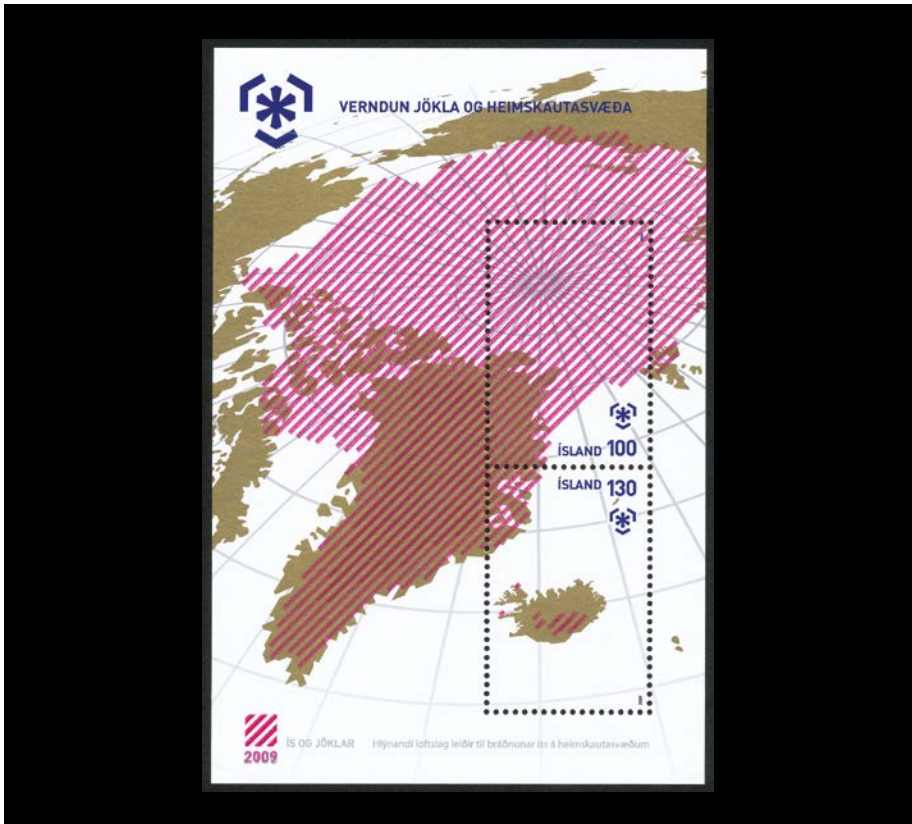 VERNDUN JÖKLA OG HEIMSKAUTASVÆÐA
ÍSLAND 100
ÍSLAND 130
ÍS OG JÖKLAR Hlýnandi loftslag leiðir til bráðnunar íss á heimskautasvæðum
2009